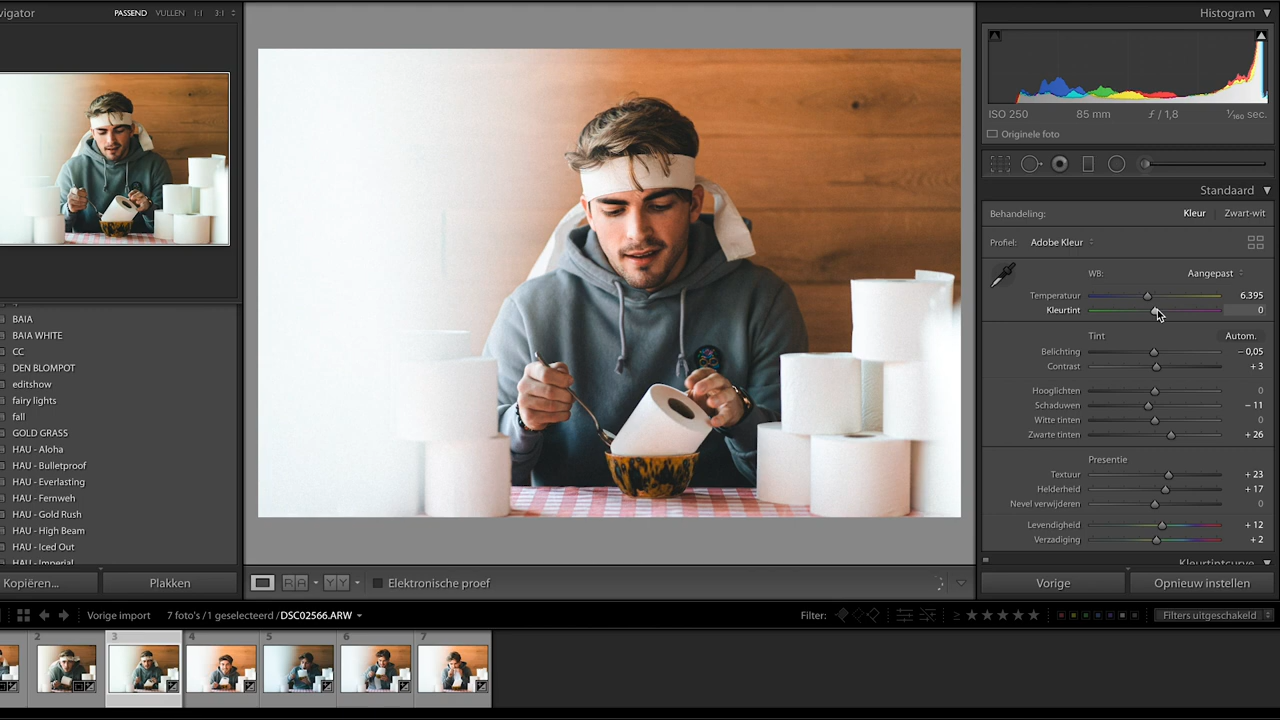 vigator PASSEND VULLEN 1:1 3:1
BAIA
BAIA WHITE
CC
DEN BLOMPOT
editshow
fairy lights
fall
GOLD GRASS
HAU - Aloha
HAU - Bulletproof
HAU - Everlasting
HAU - Fernweh
HAU - Gold Rush
HAU - High Beam
HAU - Iced Out
HAU - Imperial
Kopiëren... Plakken
Histogram
ISO 250 85 mm ƒ / 1,8 1/160 sec.
Originele foto
Standaard
Behandeling: Kleur Zwart-wit
Profiel: Adobe Kleur
WB: Aangepast
Temperatuur 6.395
Kleurtint 0
Tint Autom.
Belichting − 0,05
Contrast + 3
Hooglichten 0
Schaduwen − 11
Witte tinten 0
Zwarte tinten + 26
Presentie
Textuur + 23
Helderheid + 17
Nevel verwijderen 0
Levendigheid + 12
Verzadiging + 2
Kleurtintcurve
Vorige Opnieuw instellen
RA YY Elektronische proef
Vorige import 7 foto's /1 geselecteerd /DSC02566.ARW Filter: ≥ ★★★★★ Filters uitgeschakeld
2 3 4 5 6 7